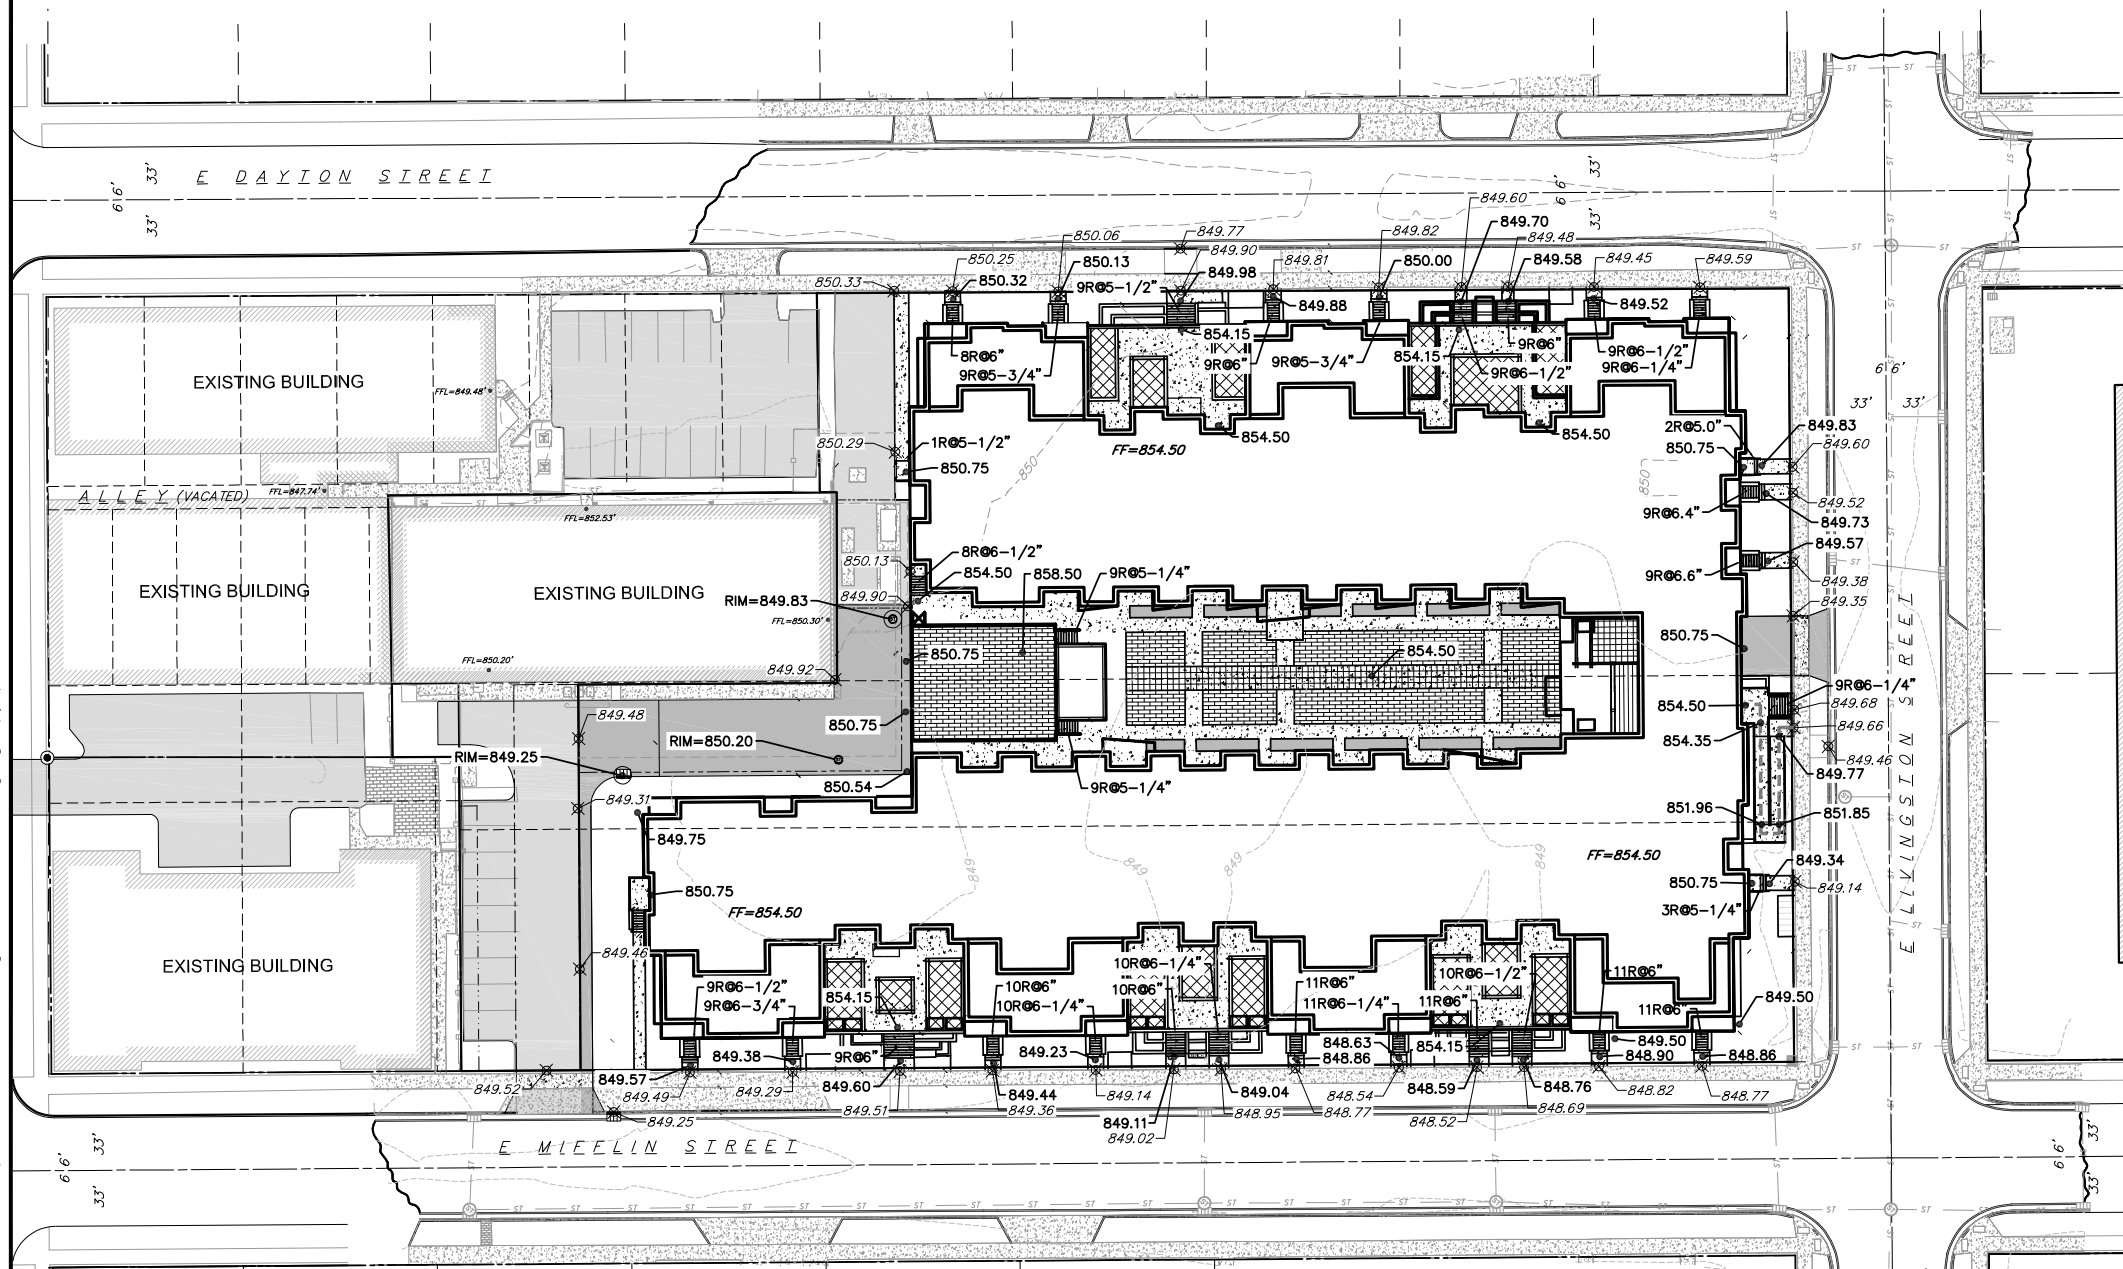 E DAYTON STREET
33'
66'
33'
33'
66'
33'
849.60
849.70
849.77
849.82
849.48
850.06
849.90
849.45
849.59
850.25
850.13
849.81
850.00
849.58
850.33
850.32
9R@5-1/2"
849.98
849.88
849.52
854.15
8R@6"
9R@5-3/4"
9R@6"
9R@5-3/4"
854.15
9R@6"
9R@6-1/2"
9R@6-1/2"
9R@6-1/4"
66'
33'
33'
EXISTING BUILDING
FFL=849.48'
850.29
1R@5-1/2"
850.75
850
FF=854.50
854.50
854.50
2R@5.0"
849.83
850.75
849.60
850
ALLEY (VACATED)
FFL=847.74'
FFL=852.53'
849.52
9R@6.4"
849.73
849.57
850.13
8R@6-1/2"
854.50
858.50
9R@5-1/4"
9R@6.6"
849.38
EXISTING BUILDING
EXISTING BUILDING
849.90
RIM=849.83
FFL=850.30'
849.35
850.75
FFL=850.20'
850.75
849.92
854.50
9R@6-1/4"
849.68
854.50
849.66
849.48
850.75
RIM=850.20
854.35
RIM=849.25
849.46
849.77
850.54
9R@5-1/4"
849.31
851.96
851.85
849.75
E LIVINGSTON STREET
849
849
849
849
FF=854.50
849.34
850.75
850.75
849.14
FF=854.50
3R@5-1/4"
849.46
EXISTING BUILDING
9R@6-1/2"
9R@6-3/4"
854.15
10R@6"
10R@6-1/4"
10R@6-1/4"
10R@6"
11R@6"
11R@6-1/4"
10R@6-1/2"
11R@6"
11R@6"
11R@6"
849.50
849.38
9R@6"
849.23
848.63
848.86
854.15
849.50
848.90
848.86
849.52
849.57
849.49
849.29
849.60
849.44
849.14
849.04
848.54
848.59
848.76
848.82
848.77
849.25
849.51
849.36
849.11
849.02
848.95
848.77
848.52
848.69
E MIFFLIN STREET
33'
66'
33'
33'
66'
33'